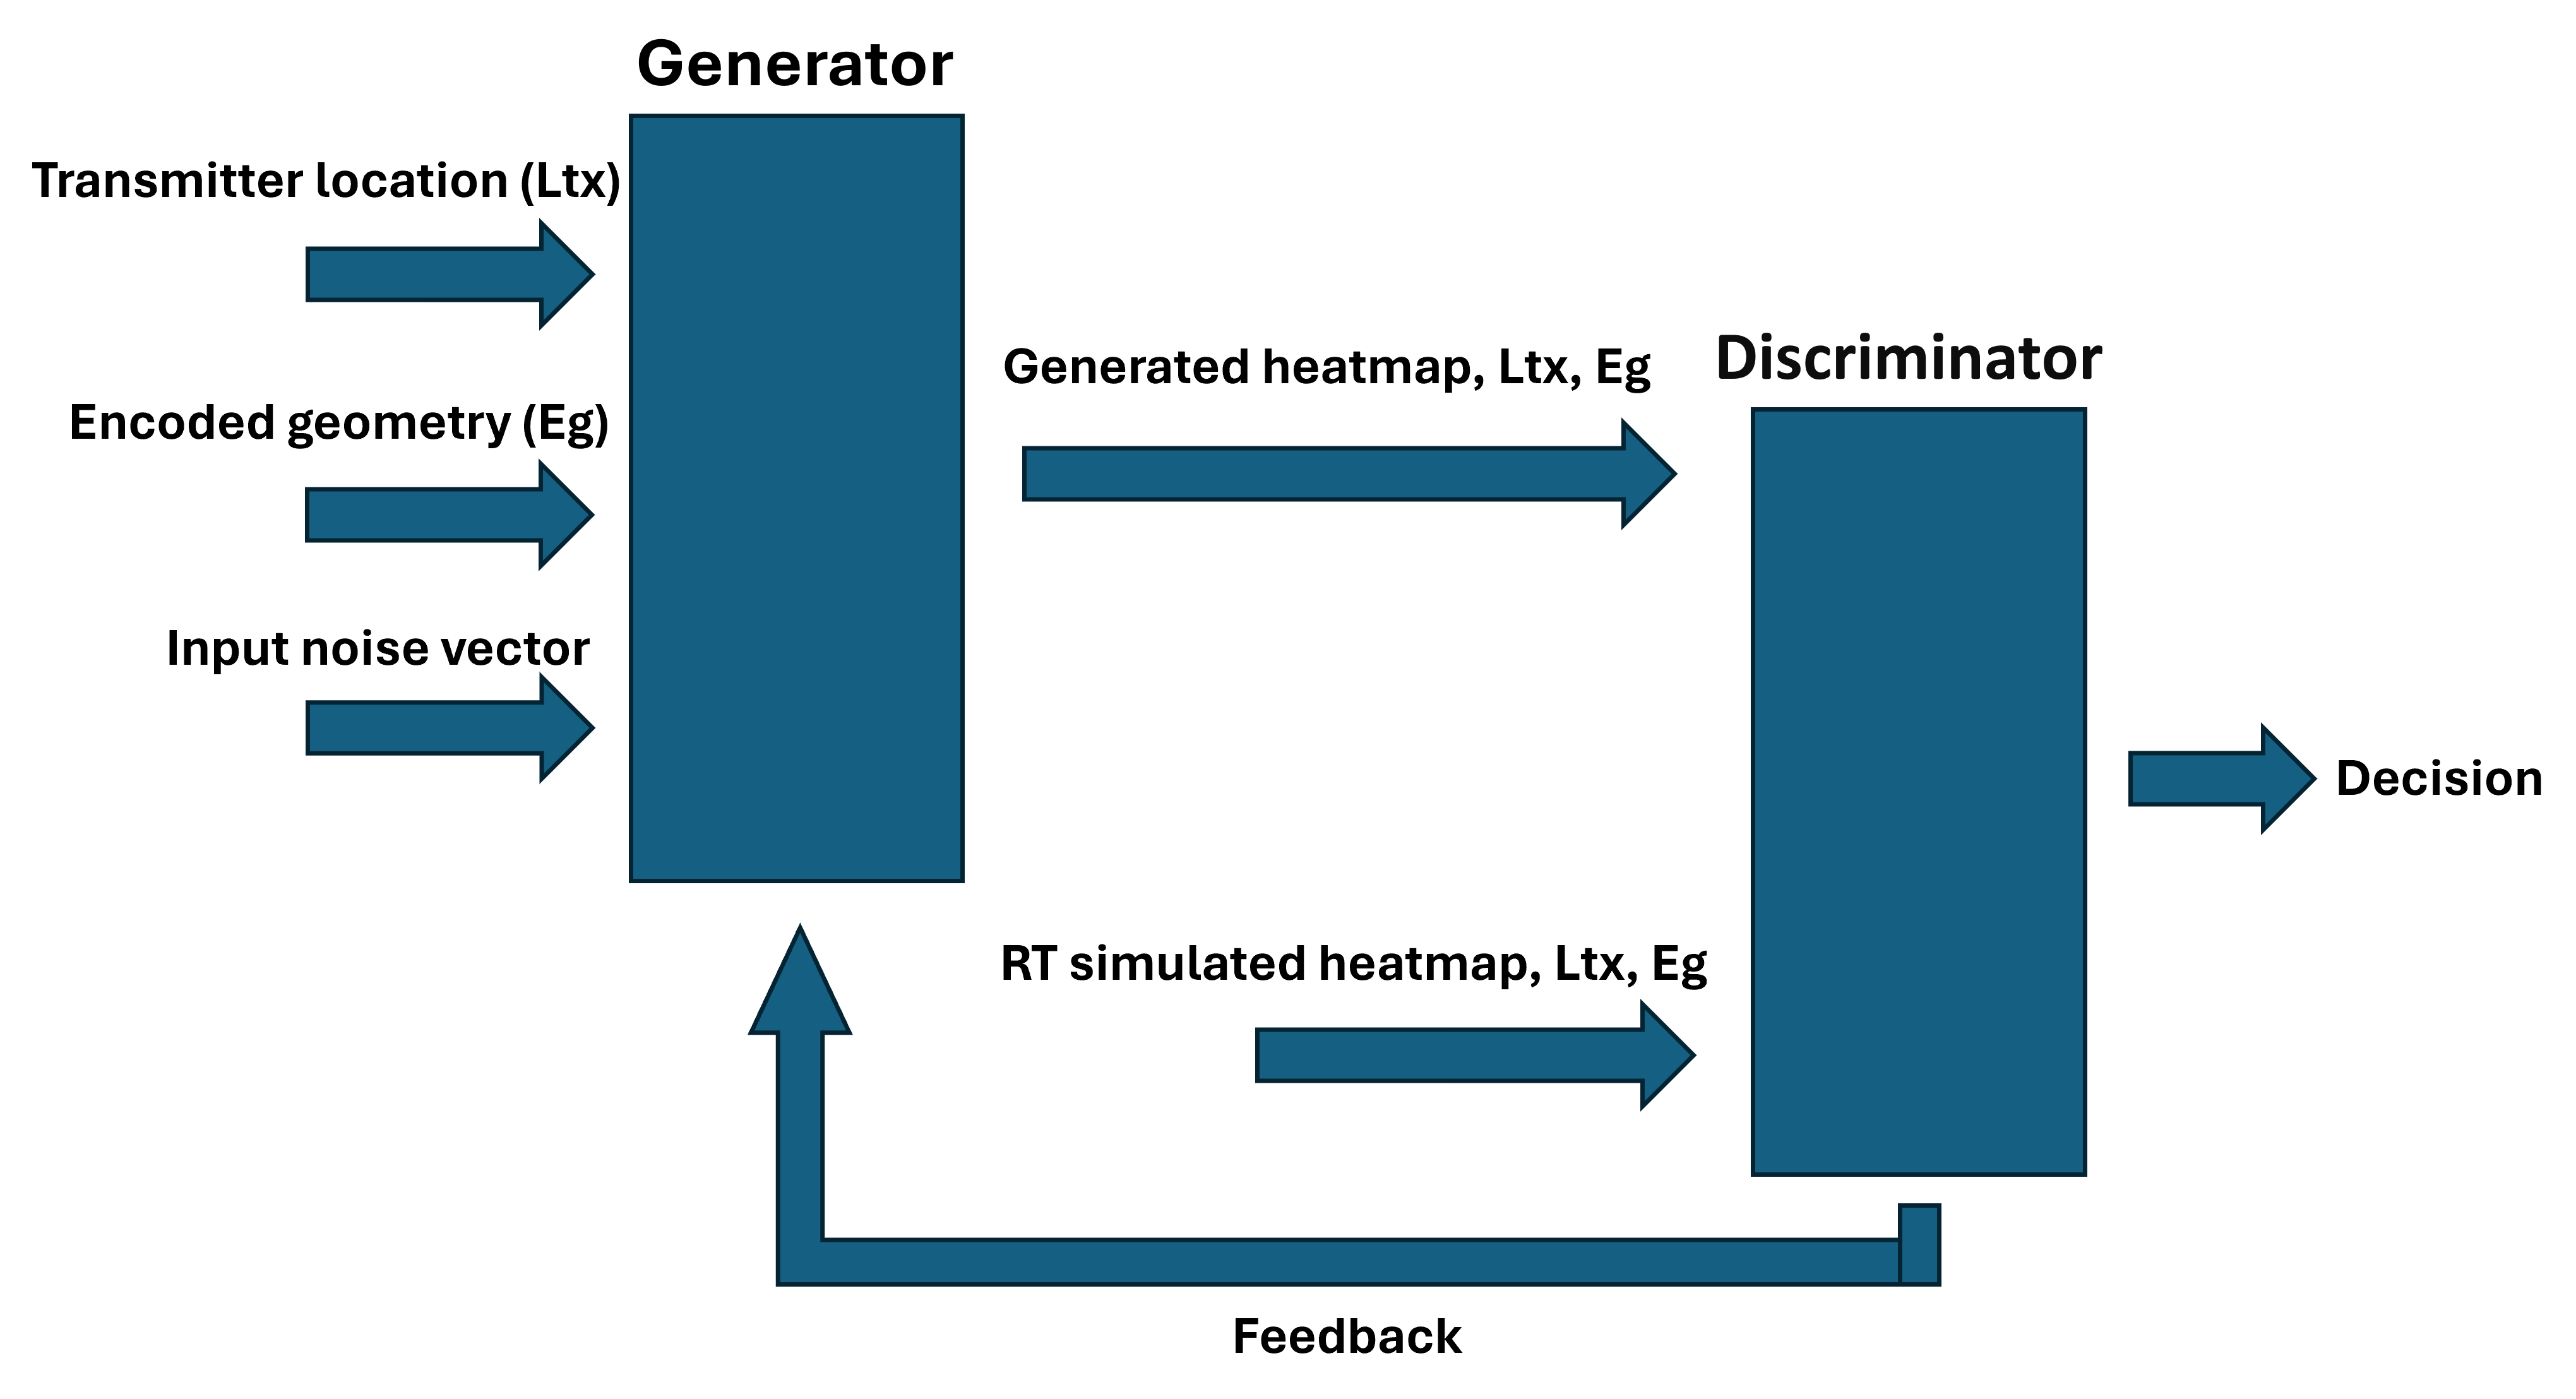 Generator
Transmitter location (Ltx)
Encoded geometry (Eg)
Input noise vector
Generated heatmap, Ltx, Eg
Discriminator
Decision
RT simulated heatmap, Ltx, Eg
Feedback